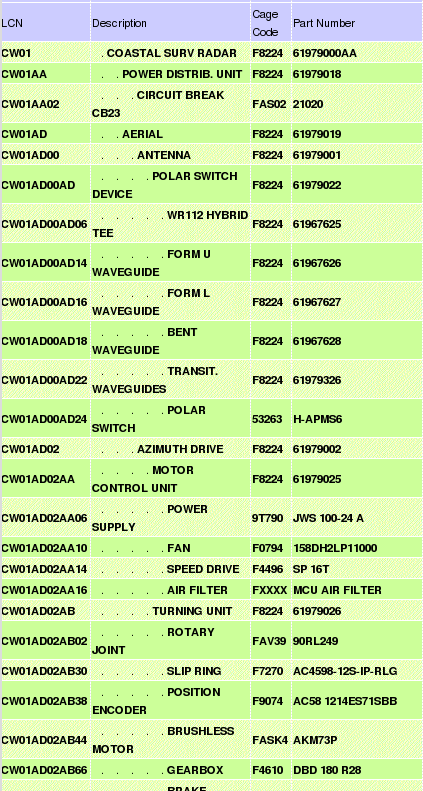 LCN Description Cage Code Part Number
CW01 . COASTAL SURV RADAR F8224 61979000AA
CW01AA . . POWER DISTRIB. UNIT F8224 61979018
CW01AA02 . . . CIRCUIT BREAK CB23 FAS02 21020
CW01AD . . AERIAL F8224 61979019
CW01AD00 . . . ANTENNA F8224 61979001
CW01AD00AD . . . . POLAR SWITCH DEVICE F8224 61979022
CW01AD00AD06 . . . . . WR112 HYBRID TEE F8224 61967625
CW01AD00AD14 . . . . . FORM U WAVEGUIDE F8224 61967626
CW01AD00AD16 . . . . . FORM L WAVEGUIDE F8224 61967627
CW01AD00AD18 . . . . . BENT WAVEGUIDE F8224 61967628
CW01AD00AD22 . . . . . TRANSIT. WAVEGUIDES F8224 61979326
CW01AD00AD24 . . . . . POLAR SWITCH 53263 H-APMS6
CW01AD02 . . . AZIMUTH DRIVE F8224 61979002
CW01AD02AA . . . . MOTOR CONTROL UNIT F8224 61979025
CW01AD02AA06 . . . . . POWER SUPPLY 9T790 JWS 100-24 A
CW01AD02AA10 . . . . . FAN F0794 158DH2LP11000
CW01AD02AA14 . . . . . SPEED DRIVE F4496 SP 16T
CW01AD02AA16 . . . . . AIR FILTER FXXXX MCU AIR FILTER
CW01AD02AB . . . . TURNING UNIT F8224 61979026
CW01AD02AB02 . . . . . ROTARY JOINT FAV39 90RL249
CW01AD02AB30 . . . . . SLIP RING F7270 AC4598-12S-IP-RLG
CW01AD02AB38 . . . . . POSITION ENCODER F9074 AC58 1214ES71SBB
CW01AD02AB44 . . . . . BRUSHLESS MOTOR FASK4 AKM73P
CW01AD02AB66 . . . . . GEARBOX F4610 DBD 180 R28